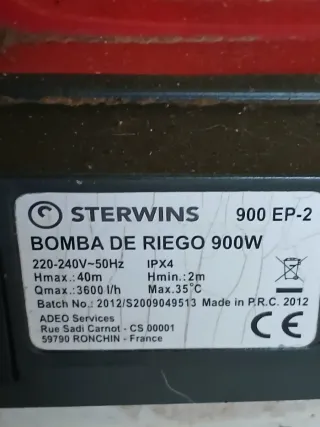 STERWINS 900 EP-2
BOMBA DE RIEGO 900W
220-240V~50Hz IPX4
Hmax.:40m Hmin.:2m
Qmax.:3600 l/h Max.35°C
Batch No.: 2012/S2009049513 Made in P.R.C. 2012
ADEO Services
Rue Sadi Carnot - CS 00001
59790 RONCHIN - France
CE